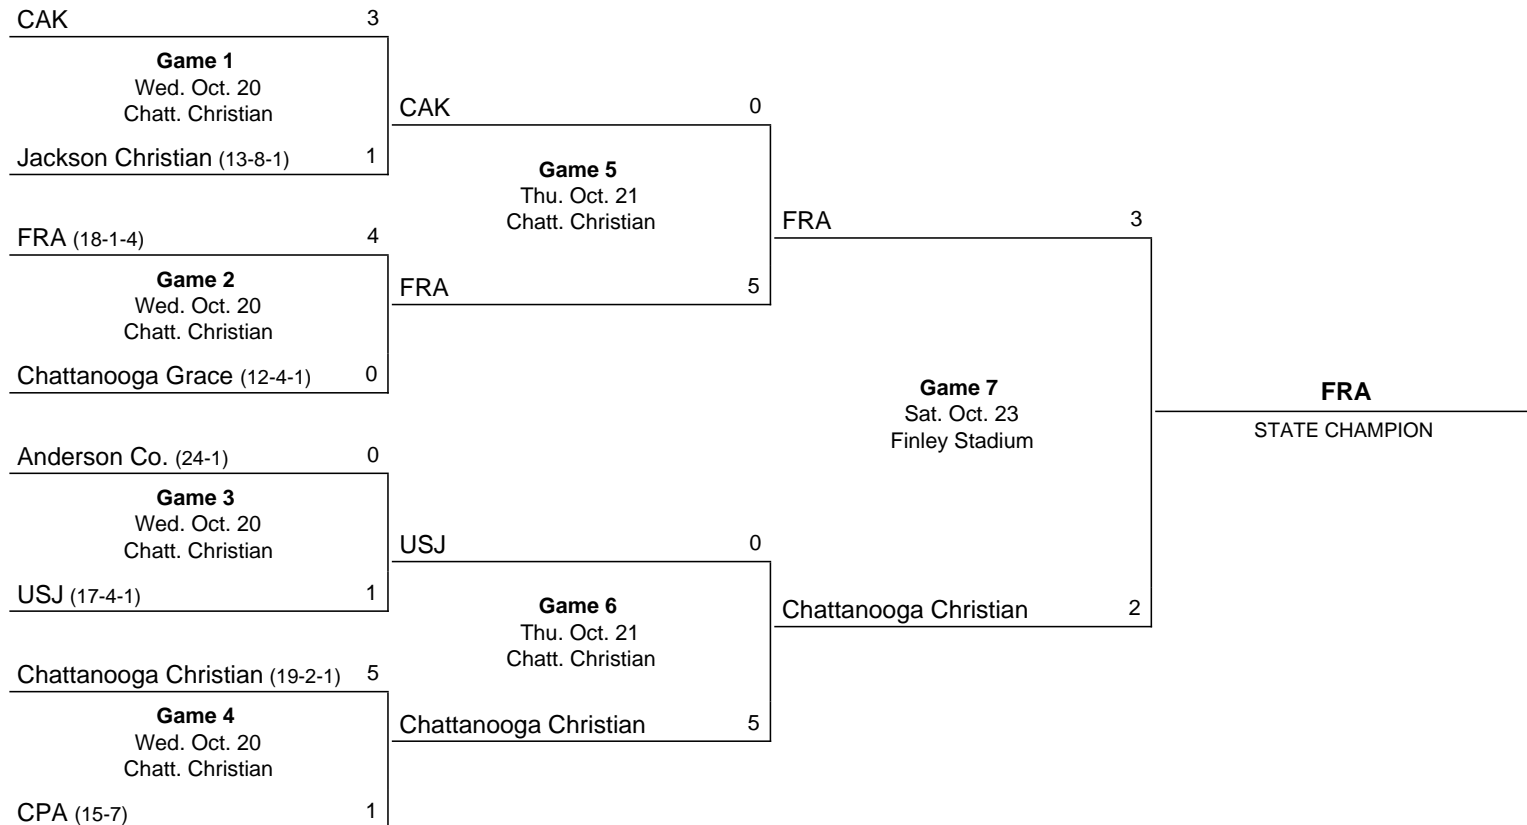 CAK 3
Game 1
Wed. Oct. 20
Chatt. Christian
Jackson Christian (13-8-1) 1
FRA (18-1-4) 4
Game 2
Wed. Oct. 20
Chatt. Christian
Chattanooga Grace (12-4-1) 0
Anderson Co. (24-1) 0
Game 3
Wed. Oct. 20
Chatt. Christian
USJ (17-4-1) 1
Chattanooga Christian (19-2-1) 5
Game 4
Wed. Oct. 20
Chatt. Christian
CPA (15-7) 1
CAK 0
Game 5
Thu. Oct. 21
Chatt. Christian
FRA 5
USJ 0
Game 6
Thu. Oct. 21
Chatt. Christian
Chattanooga Christian 5
FRA 3
Game 7
Sat. Oct. 23
Finley Stadium
Chattanooga Christian 2
FRA
STATE CHAMPION